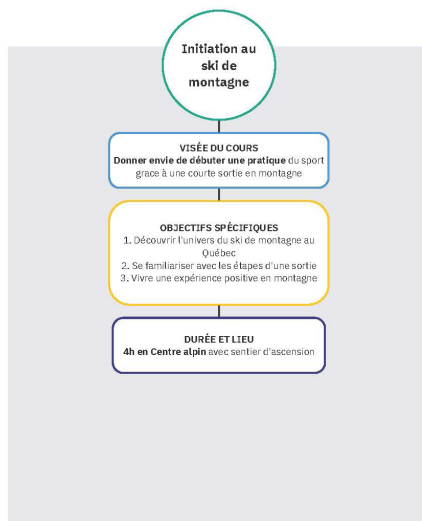 Initiation au
ski de
montagne
VISÉE DU COURS
Donner envie de débuter une pratique du sport
grace à une courte sortie en montagne
OBJECTIFS SPÉCIFIQUES
1. Découvrir l'univers du ski de montagne au
Québec
2. Se familiariser avec les étapes d'une sortie
3. Vivre une expérience positive en montagne
DURÉE ET LIEU
4h en Centre alpin avec sentier d'ascension